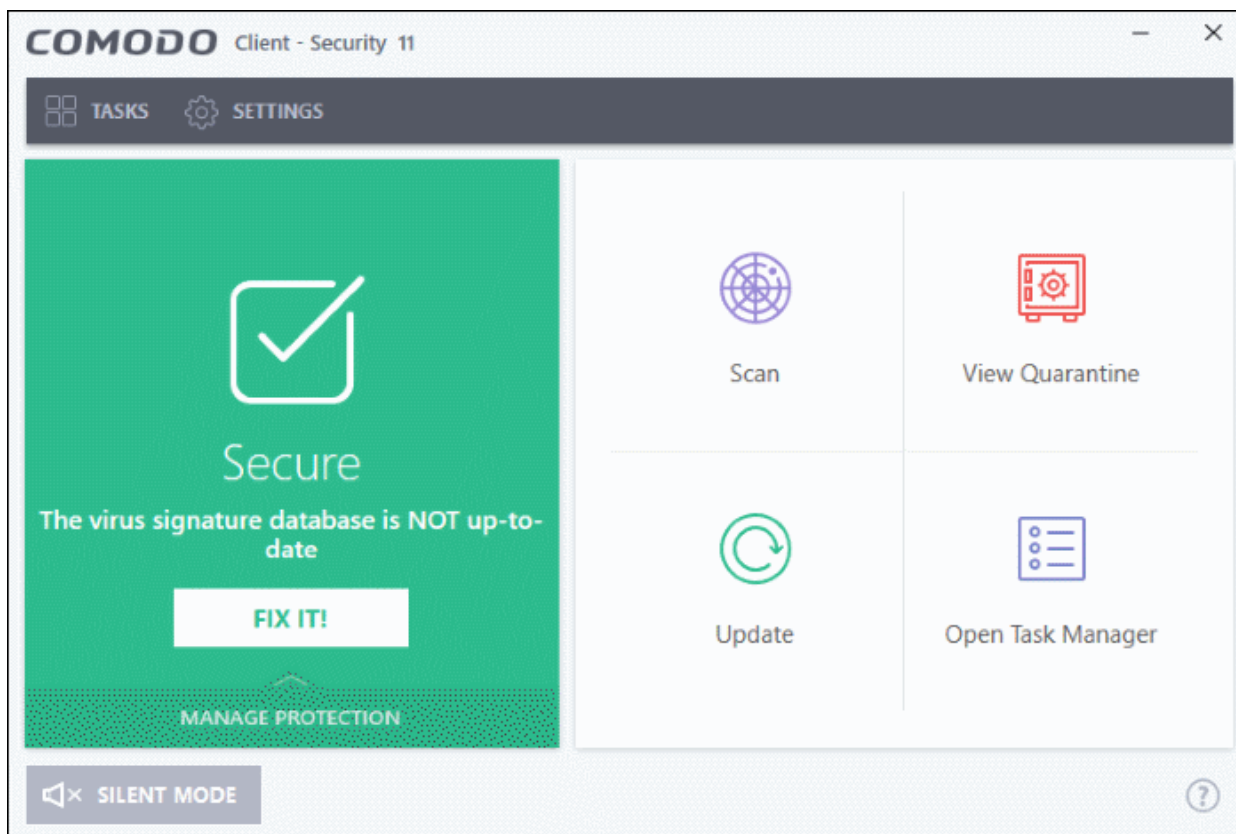 COMODO Client - Security 11
TASKS SETTINGS
Secure
The virus signature database is NOT up-to-
date
FIX IT!
MANAGE PROTECTION
Scan
View Quarantine
Update
Open Task Manager
SILENT MODE
?